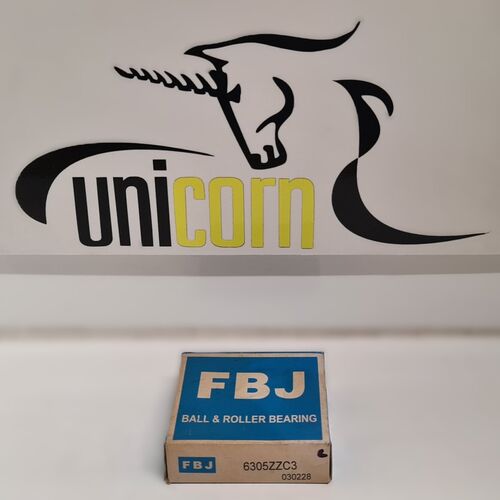 unicorn
FBJ
BALL & ROLLER BEARING
FBJ 6305ZZC3
030228